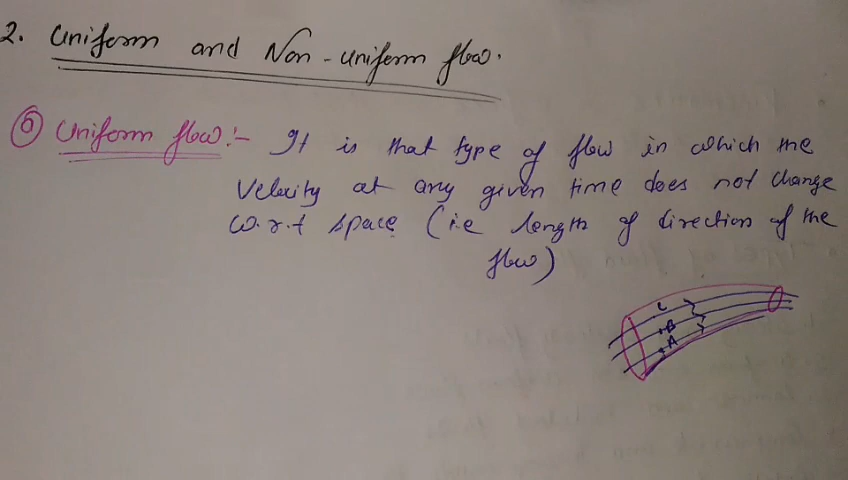 2. Uniform and Non-uniform flow.
⓪ Uniform flow:- It is that type of flow in which the
velocity at any given time does not change
w.r.t space (i.e length of direction of the
flow)
C
B
A